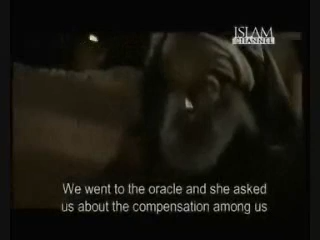 ISLAM
CHANNEL
We went to the oracle and she asked
us about the compensation among us